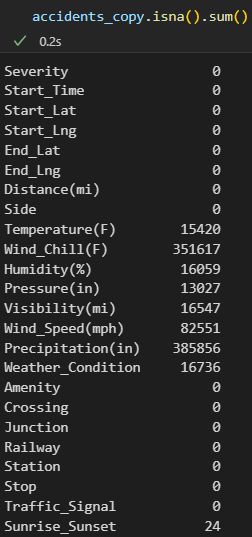 accidents_copy.isna().sum()
✓ 0.2s
Severity 0
Start_Time 0
Start_Lat 0
Start_Lng 0
End_Lat 0
End_Lng 0
Distance(mi) 0
Side 0
Temperature(F) 15420
Wind_Chill(F) 351617
Humidity(%) 16059
Pressure(in) 13027
Visibility(mi) 16547
Wind_Speed(mph) 82551
Precipitation(in) 385856
Weather_Condition 16736
Amenity 0
Crossing 0
Junction 0
Railway 0
Station 0
Stop 0
Traffic_Signal 0
Sunrise_Sunset 24